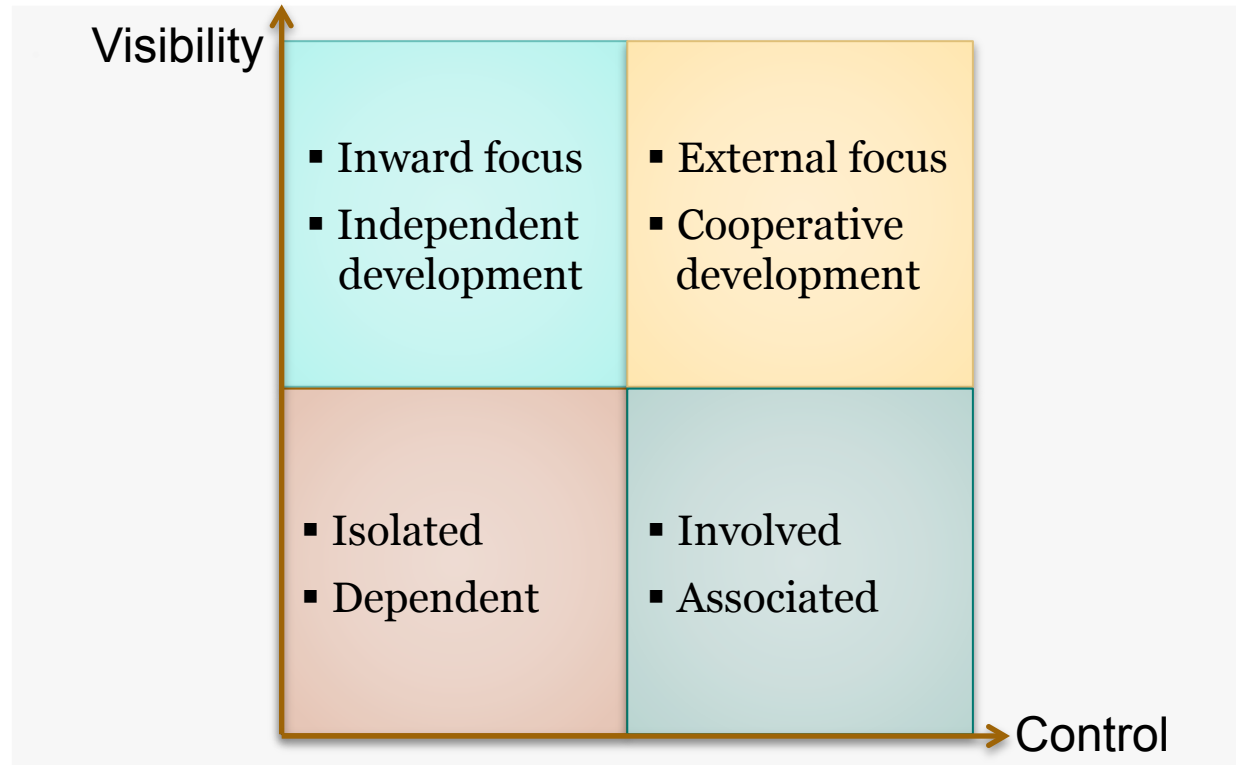 Visibility
▪ Inward focus
▪ Independent
development
▪ External focus
▪ Cooperative
development
▪ Isolated
▪ Dependent
▪ Involved
▪ Associated
Control